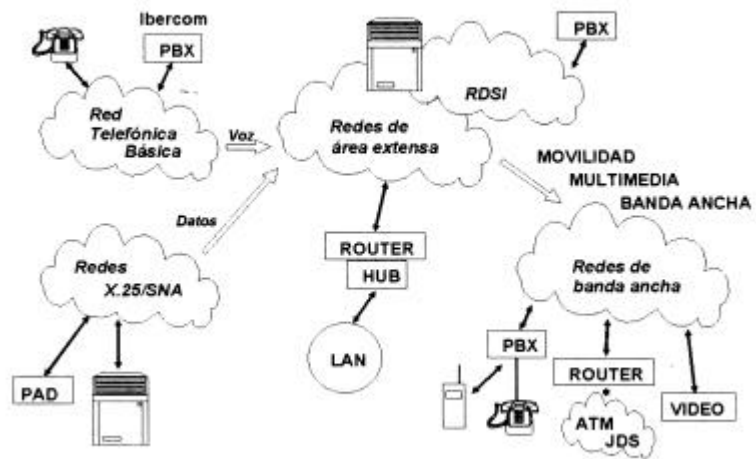 Ibercom
PBX
Red
Telefónica
Básica
Voz
Redes de
área extensa
RDSI
PBX
MOVILIDAD
MULTIMEDIA
BANDA ANCHA
Datos
Redes
X.25/SNA
ROUTER
HUB
LAN
Redes de
banda ancha
PAD
PBX
ROUTER
VIDEO
ATM
JDS